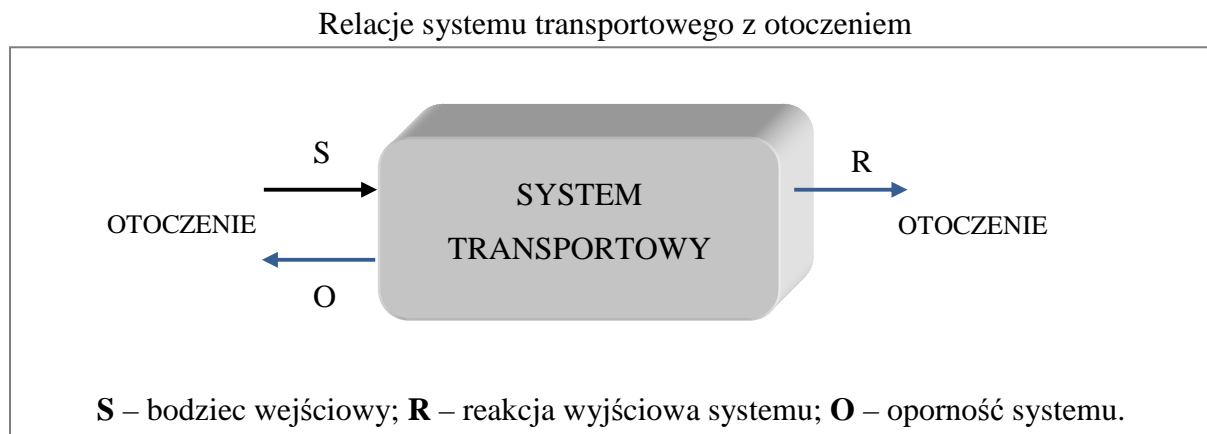 Relacje systemu transportowego z otoczeniem
S
R
SYSTEM
OTOCZENIE
OTOCZENIE
TRANSPORTOWY
O
S – bodziec wejściowy; R – reakcja wyjściowa systemu; O – oporność systemu.